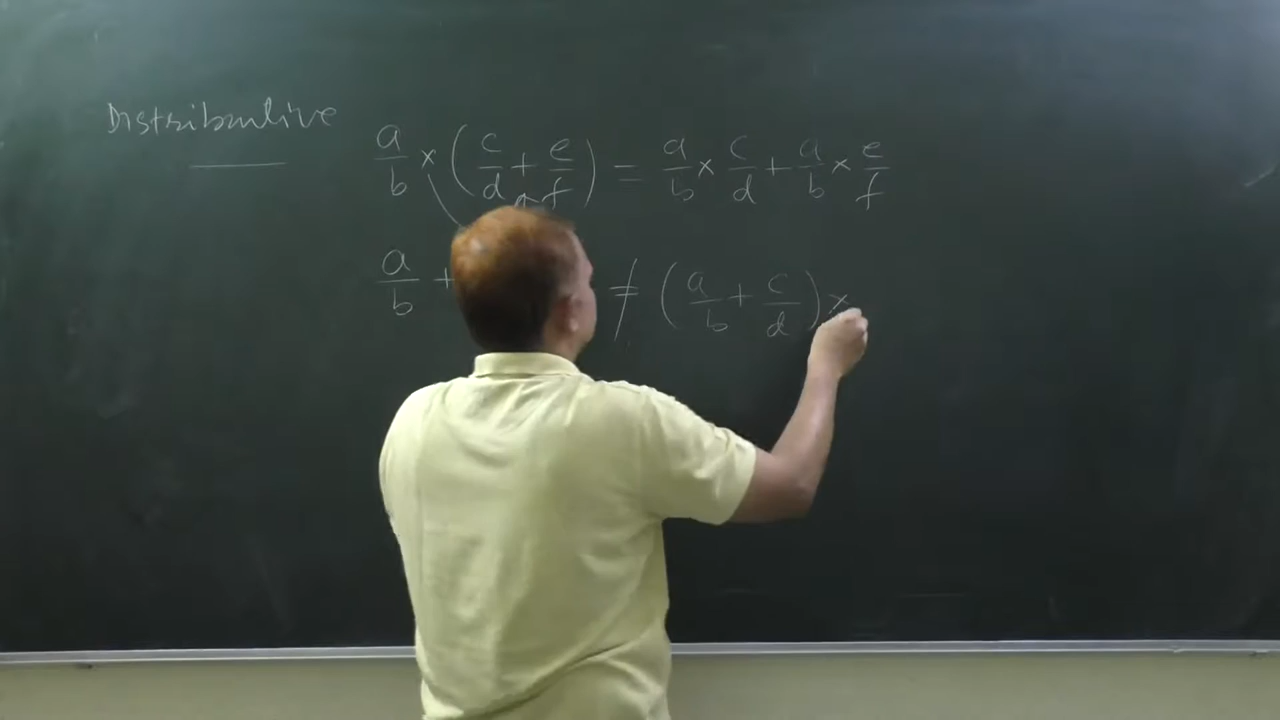 Distributive
a/b × (c/d + e/f) = a/b × c/d + a/b × e/f
a/b + ≠ (a/b + c/d) ×